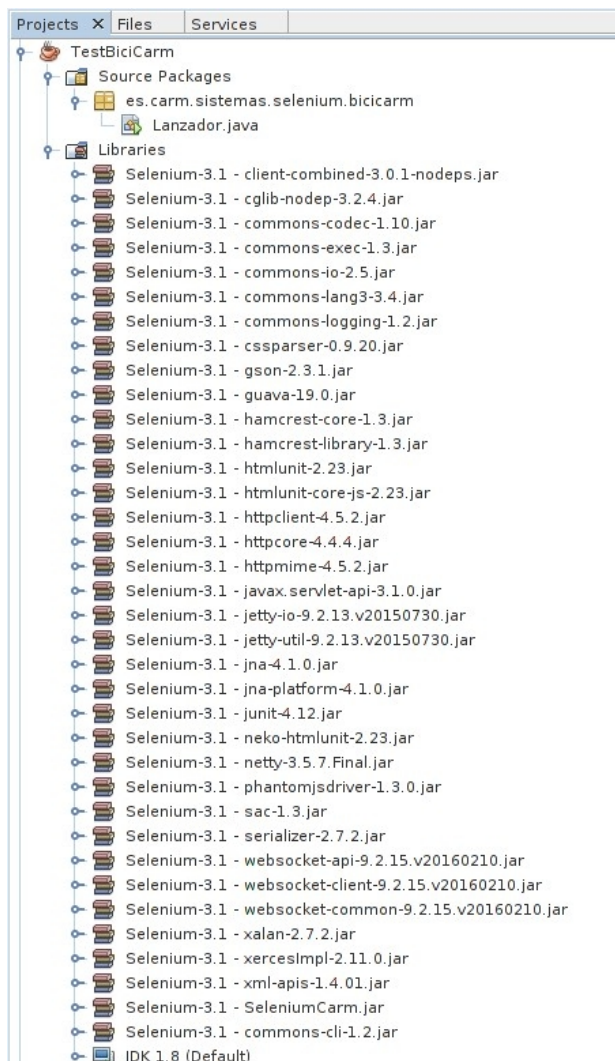 Projects × Files Services
TestBiciCarm
Source Packages
es.carm.sistemas.selenium.bicicarm
Lanzador.java
Libraries
Selenium-3.1 - client-combined-3.0.1-nodeps.jar
Selenium-3.1 - cglib-nodep-3.2.4.jar
Selenium-3.1 - commons-codec-1.10.jar
Selenium-3.1 - commons-exec-1.3.jar
Selenium-3.1 - commons-io-2.5.jar
Selenium-3.1 - commons-lang3-3.4.jar
Selenium-3.1 - commons-logging-1.2.jar
Selenium-3.1 - cssparser-0.9.20.jar
Selenium-3.1 - gson-2.3.1.jar
Selenium-3.1 - guava-19.0.jar
Selenium-3.1 - hamcrest-core-1.3.jar
Selenium-3.1 - hamcrest-library-1.3.jar
Selenium-3.1 - htmlunit-2.23.jar
Selenium-3.1 - htmlunit-core-js-2.23.jar
Selenium-3.1 - httpclient-4.5.2.jar
Selenium-3.1 - httpcore-4.4.4.jar
Selenium-3.1 - httpmime-4.5.2.jar
Selenium-3.1 - javax.servlet-api-3.1.0.jar
Selenium-3.1 - jetty-io-9.2.13.v20150730.jar
Selenium-3.1 - jetty-util-9.2.13.v20150730.jar
Selenium-3.1 - jna-4.1.0.jar
Selenium-3.1 - jna-platform-4.1.0.jar
Selenium-3.1 - junit-4.12.jar
Selenium-3.1 - neko-htmlunit-2.23.jar
Selenium-3.1 - netty-3.5.7.Final.jar
Selenium-3.1 - phantomjsdriver-1.3.0.jar
Selenium-3.1 - sac-1.3.jar
Selenium-3.1 - serializer-2.7.2.jar
Selenium-3.1 - websocket-api-9.2.15.v20160210.jar
Selenium-3.1 - websocket-client-9.2.15.v20160210.jar
Selenium-3.1 - websocket-common-9.2.15.v20160210.jar
Selenium-3.1 - xalan-2.7.2.jar
Selenium-3.1 - xercesImpl-2.11.0.jar
Selenium-3.1 - xml-apis-1.4.01.jar
Selenium-3.1 - SeleniumCarm.jar
Selenium-3.1 - commons-cli-1.2.jar
JDK 1.8 (Default)